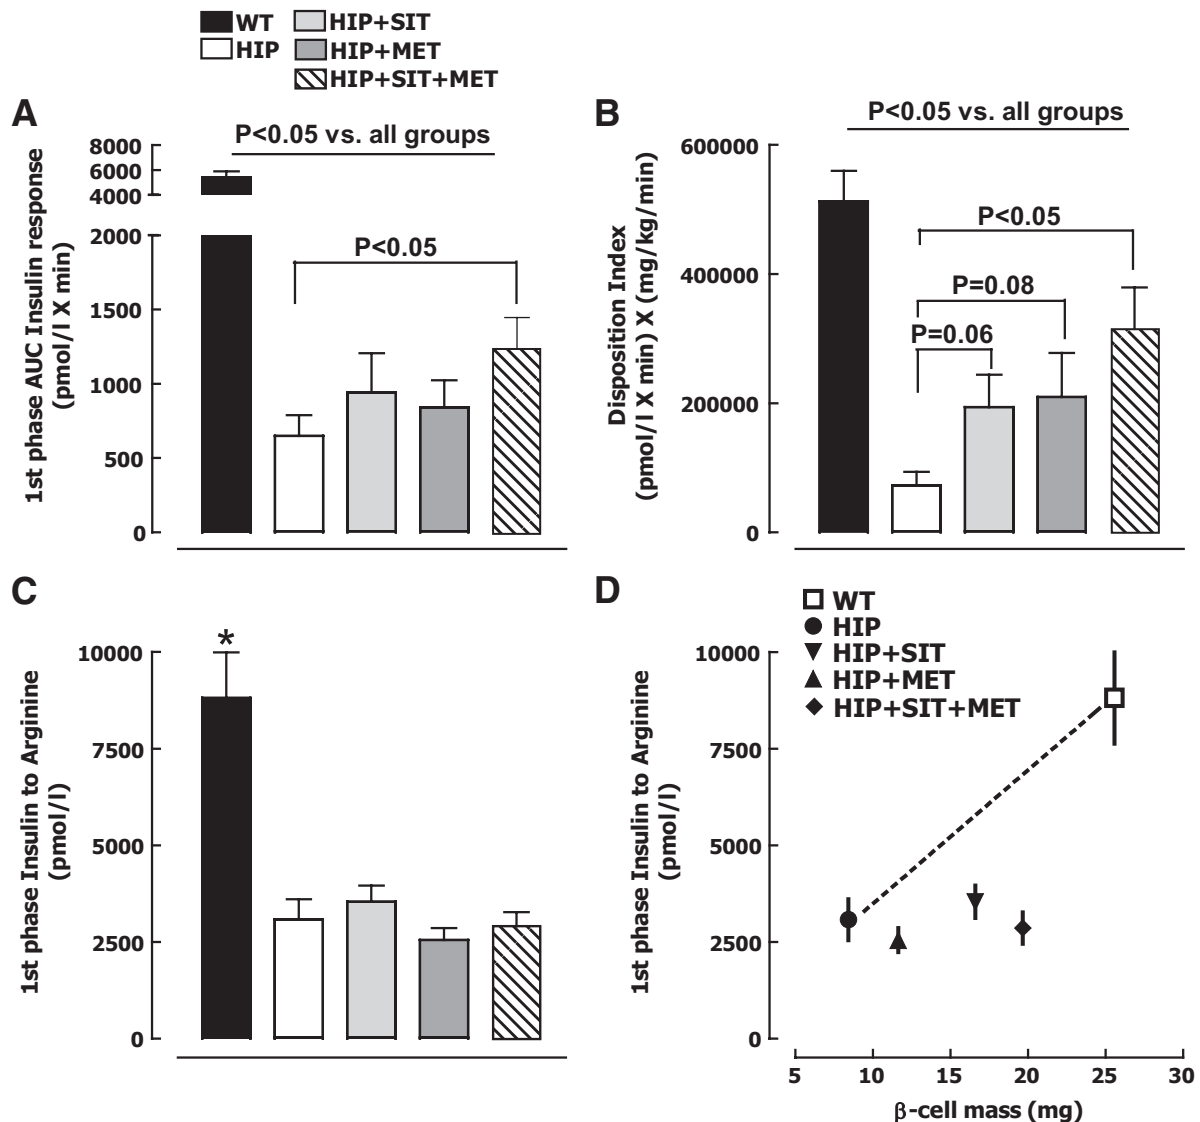 WT
HIP
HIP+SIT
HIP+MET
HIP+SIT+MET
A
P<0.05 vs. all groups
1st phase AUC Insulin response
(pmol/l X min)
8000
6000
4000
2000
1500
1000
500
0
P<0.05
B
P<0.05 vs. all groups
Disposition Index
(pmol/l X min) X (mg/kg/min)
600000
400000
200000
0
P<0.05
P=0.08
P=0.06
C
1st phase Insulin to Arginine
(pmol/l)
10000
7500
5000
2500
0
*
D
WT
HIP
HIP+SIT
HIP+MET
HIP+SIT+MET
1st phase Insulin to Arginine
(pmol/l)
10000
7500
5000
2500
0
5 10 15 20 25 30
β-cell mass (mg)